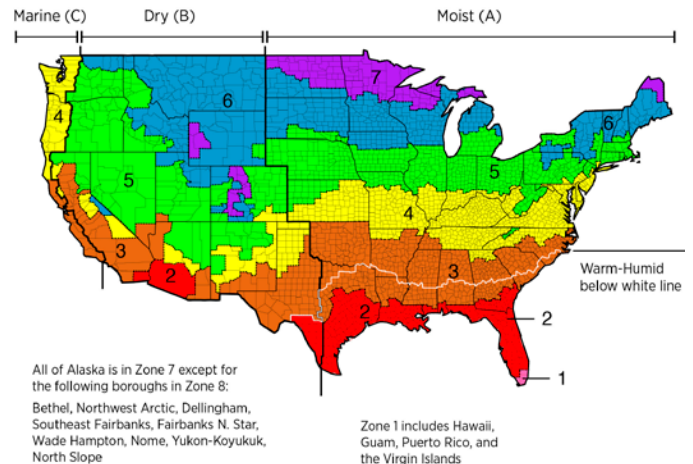 Marine (C)
Dry (B)
Moist (A)
7
6
6
4
5
5
4
3
3
Warm-Humid
below white line
2
2
2
1
All of Alaska is in Zone 7 except for
the following boroughs in Zone 8:
Bethel, Northwest Arctic, Dellingham,
Southeast Fairbanks, Fairbanks N. Star,
Wade Hampton, Nome, Yukon-Koyukuk,
North Slope
Zone 1 includes Hawaii,
Guam, Puerto Rico, and
the Virgin Islands